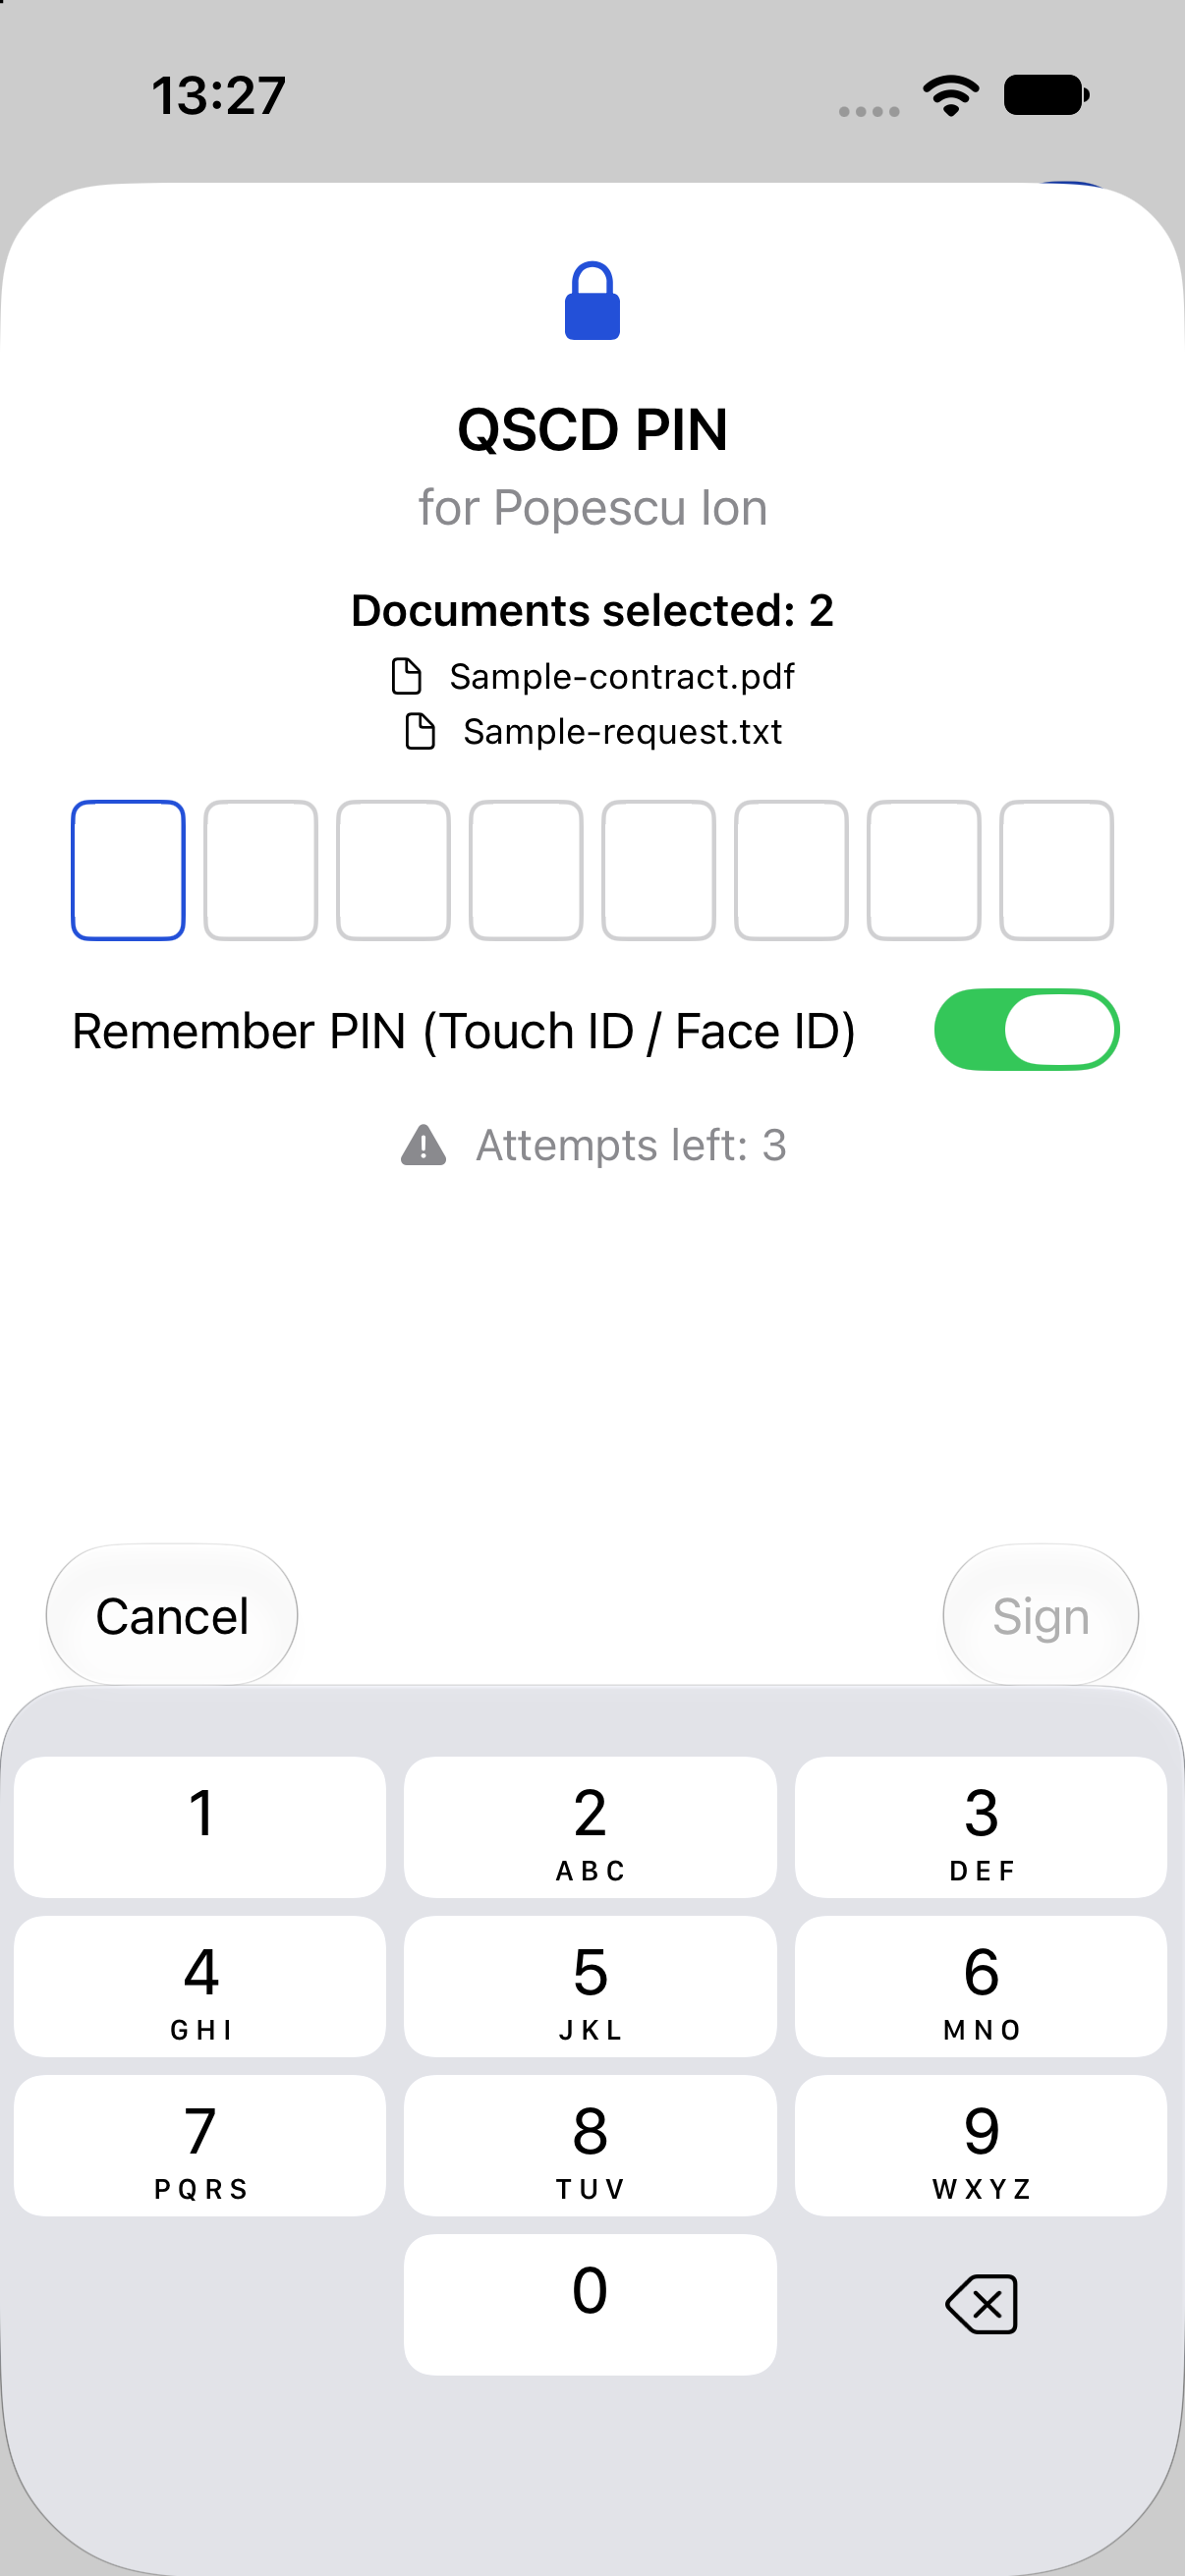 13:27
QSCD PIN
for Popescu Ion
Documents selected: 2
Sample-contract.pdf
Sample-request.txt
Remember PIN (Touch ID / Face ID)
Attempts left: 3
Cancel
Sign
1
2
ABC
3
DEF
4
GHI
5
JKL
6
MNO
7
PQRS
8
TUV
9
WXYZ
0